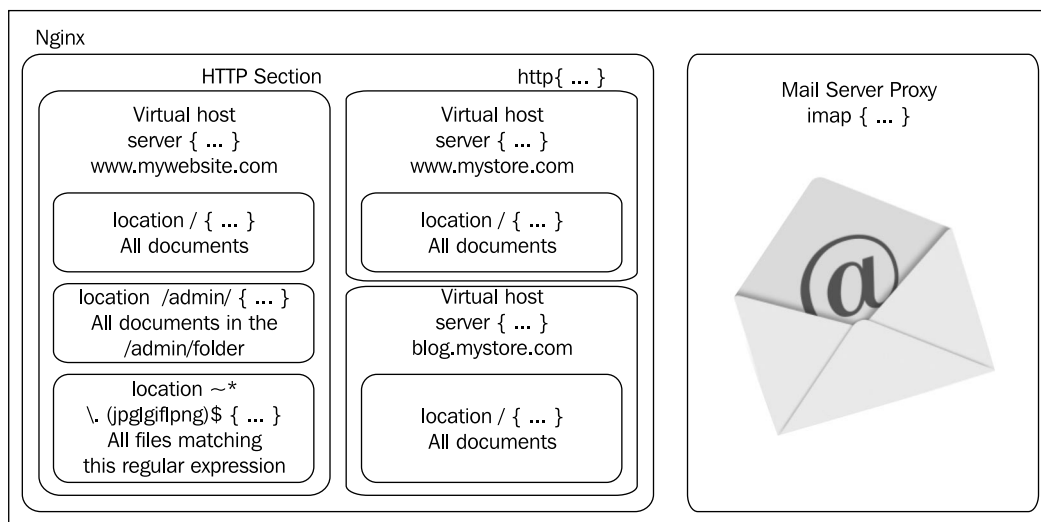 Nginx
HTTP Section
http{ ... }
Virtual host
server { ... }
www.mywebsite.com
location / { ... }
All documents
location /admin/ { ... }
All documents in the
/admin/folder
location ~*
\. (jpg|gif|png)$ { ... }
All files matching
this regular expression
Virtual host
server { ... }
www.mystore.com
location / { ... }
All documents
Virtual host
server { ... }
blog.mystore.com
location / { ... }
All documents
Mail Server Proxy
imap { ... }
@